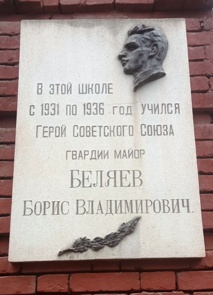 В ЭТОЙ ШКОЛЕ
С 1931 ПО 1936 ГОД УЧИЛСЯ
ГЕРОЙ СОВЕТСКОГО СОЮЗА
ГВАРДИИ МАЙОР
БЕЛЯЕВ
БОРИС ВЛАДИМИРОВИЧ.